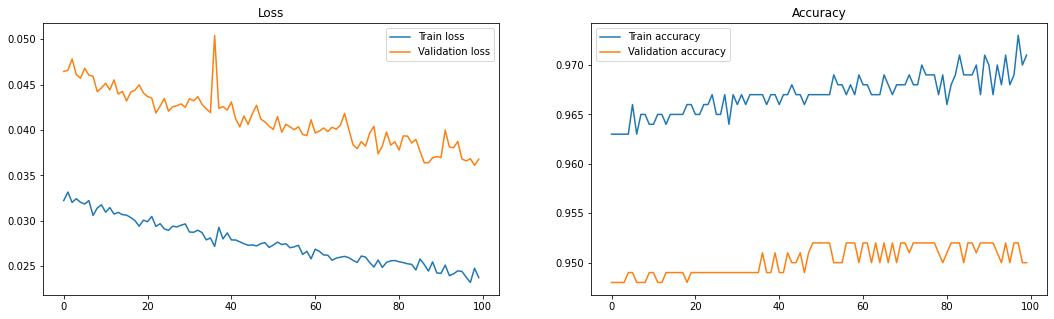 Loss
0.050
0.045
0.040
0.035
0.030
0.025
0 20 40 60 80 100
Train loss
Validation loss
Accuracy
0.970
0.965
0.960
0.955
0.950
0 20 40 60 80 100
Train accuracy
Validation accuracy